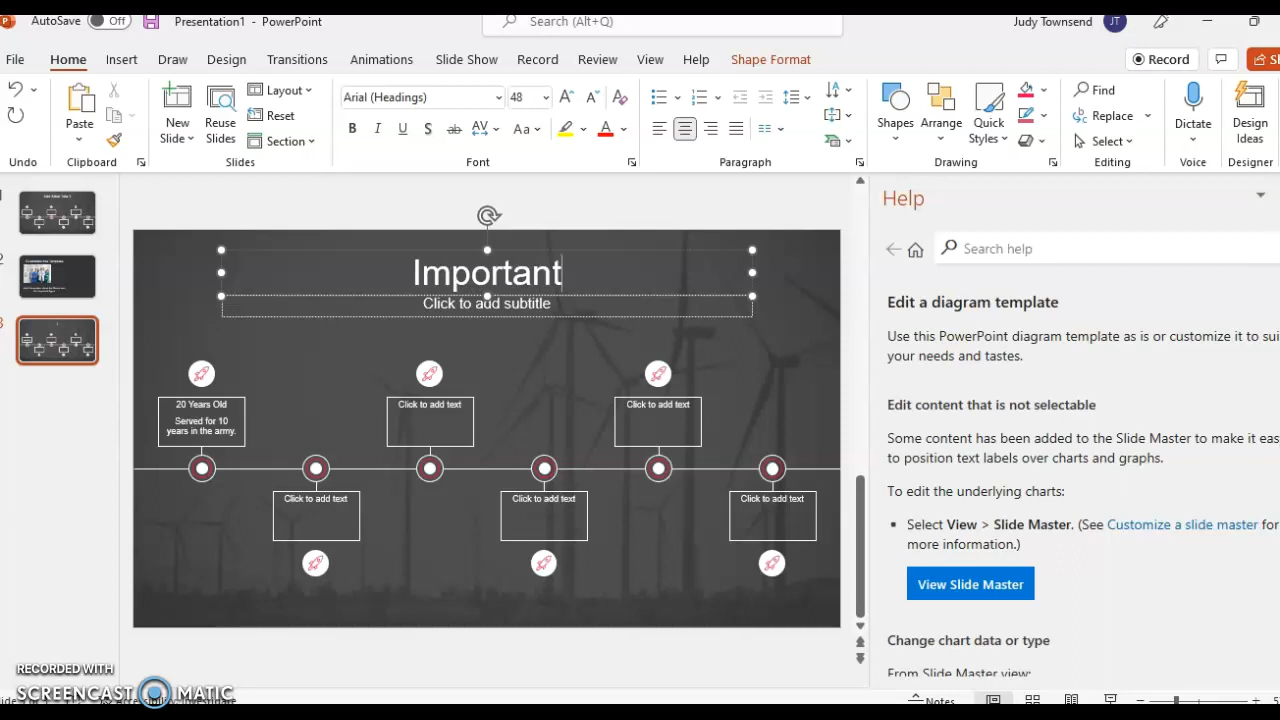 AutoSave Off Presentation1 - PowerPoint Search (Alt+Q) Judy Townsend JT
File Home Insert Draw Design Transitions Animations Slide Show Record Review View Help Shape Format Record
Layout Arial (Headings) 48 Find
Reset Replace
Paste New Slide Reuse Slides Section Shapes Arrange Quick Styles Select Dictate Design Ideas
Undo Clipboard Slides Font Paragraph Drawing Editing Voice Designer
Help
Search help
Important
Click to add subtitle
20 Years Old
Served for 10
years in the army.
Click to add text
Click to add text
Click to add text
Click to add text
Click to add text
Edit a diagram template
Use this PowerPoint diagram template as is or customize it to
your needs and tastes.
Edit content that is not selectable
Some content has been added to the Slide Master to make it
to position text labels over charts and graphs.
To edit the underlying charts:
Select View > Slide Master. (See Customize a slide master for
more information.)
View Slide Master
Change chart data or type
From Slide Master view:
2
3
RECORDED WITH
SCREENCAST MATIC
Notes